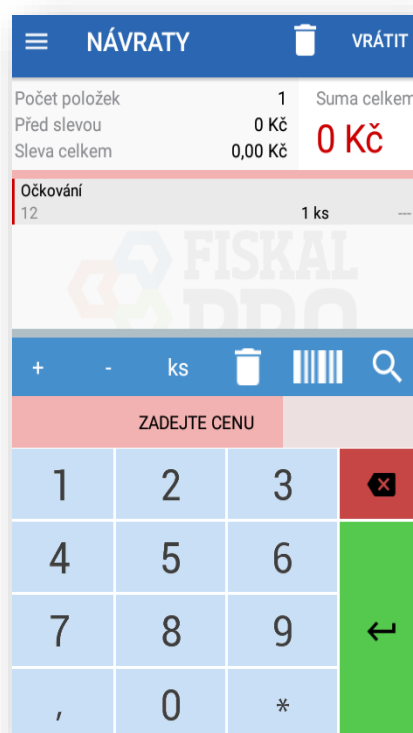 NÁVRATY VRÁTIT
Počet položek 1 Suma celkem
Před slevou 0 Kč 0 Kč
Sleva celkem 0,00 Kč
Očkování
12 1 ks ---
FISKAL
PRO
+ - ks
ZADEJTE CENU
1 2 3
4 5 6
7 8 9
, 0 *